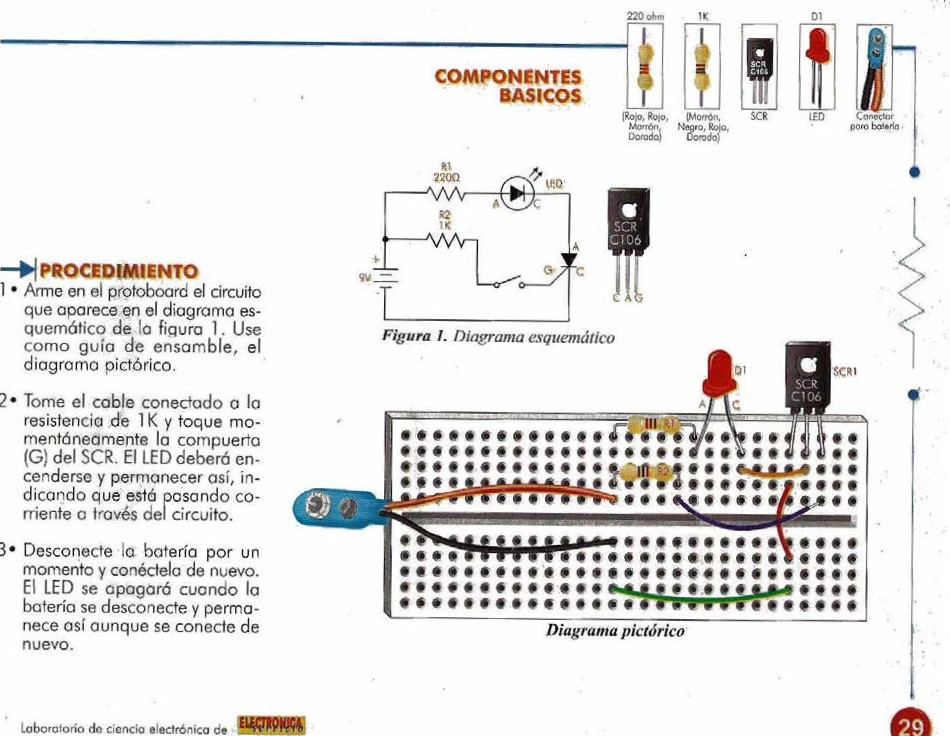 220 ohm
1K
D1
SCR
C106
(Rojo, Rojo,
Marrón,
Dorado)
(Marrón,
Negro, Rojo,
Dorado)
SCR
LED
Conector
para batería
COMPONENTES
BASICOS
R1
220Ω
LED
A
C
R2
1K
A
G
C
+
9V
SCR
C106
C A G
Figura 1. Diagrama esquemático
PROCEDIMIENTO
1• Arme en el protoboard el circuito
que aparece en el diagrama es-
quemático de la figura 1. Use
como guía de ensamble, el
diagrama pictórico.
2• Tome el cable conectado a la
resistencia de 1K y toque mo-
mentáneamente la compuerta
(G) del SCR. El LED deberá en-
cenderse y permanecer así, in-
dicando que está pasando co-
rriente a través del circuito.
3• Desconecte la batería por un
momento y conéctela de nuevo.
El LED se apagará cuando la
batería se desconecte y perma-
nece así aunque se conecte de
nuevo.
D1
A
C
SCR
C106
SCR1
R1
R2
Diagrama pictórico
Laboratorio de ciencia electrónica de ELECTRONICA
servicio
29